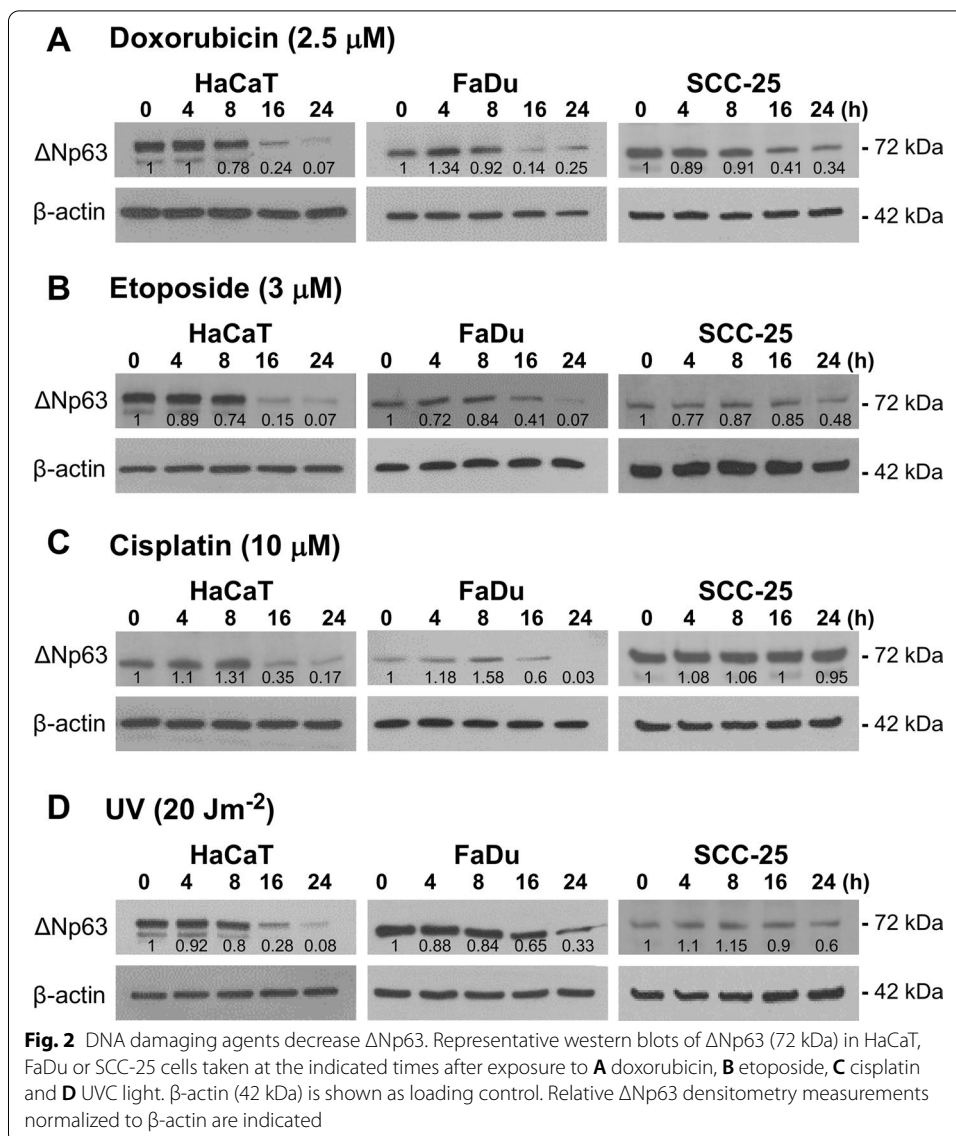 A Doxorubicin (2.5 μM)
HaCaT FaDu SCC-25
0 4 8 16 24 0 4 8 16 24 0 4 8 16 24 (h)
ΔNp63 - 72 kDa
1 1 0.78 0.24 0.07 1 1.34 0.92 0.14 0.25 1 0.89 0.91 0.41 0.34
β-actin - 42 kDa
B Etoposide (3 μM)
HaCaT FaDu SCC-25
0 4 8 16 24 0 4 8 16 24 0 4 8 16 24 (h)
ΔNp63 - 72 kDa
1 0.89 0.74 0.15 0.07 1 0.72 0.84 0.41 0.07 1 0.77 0.87 0.85 0.48
β-actin - 42 kDa
C Cisplatin (10 μM)
HaCaT FaDu SCC-25
0 4 8 16 24 0 4 8 16 24 0 4 8 16 24 (h)
ΔNp63 - 72 kDa
1 1.1 1.31 0.35 0.17 1 1.18 1.58 0.6 0.03 1 1.08 1.06 1 0.95
β-actin - 42 kDa
D UV (20 Jm⁻²)
HaCaT FaDu SCC-25
0 4 8 16 24 0 4 8 16 24 0 4 8 16 24 (h)
ΔNp63 - 72 kDa
1 0.92 0.8 0.28 0.08 1 0.88 0.84 0.65 0.33 1 1.1 1.15 0.9 0.6
β-actin - 42 kDa
Fig. 2 DNA damaging agents decrease ΔNp63. Representative western blots of ΔNp63 (72 kDa) in HaCaT,
FaDu or SCC-25 cells taken at the indicated times after exposure to A doxorubicin, B etoposide, C cisplatin
and D UVC light. β-actin (42 kDa) is shown as loading control. Relative ΔNp63 densitometry measurements
normalized to β-actin are indicated